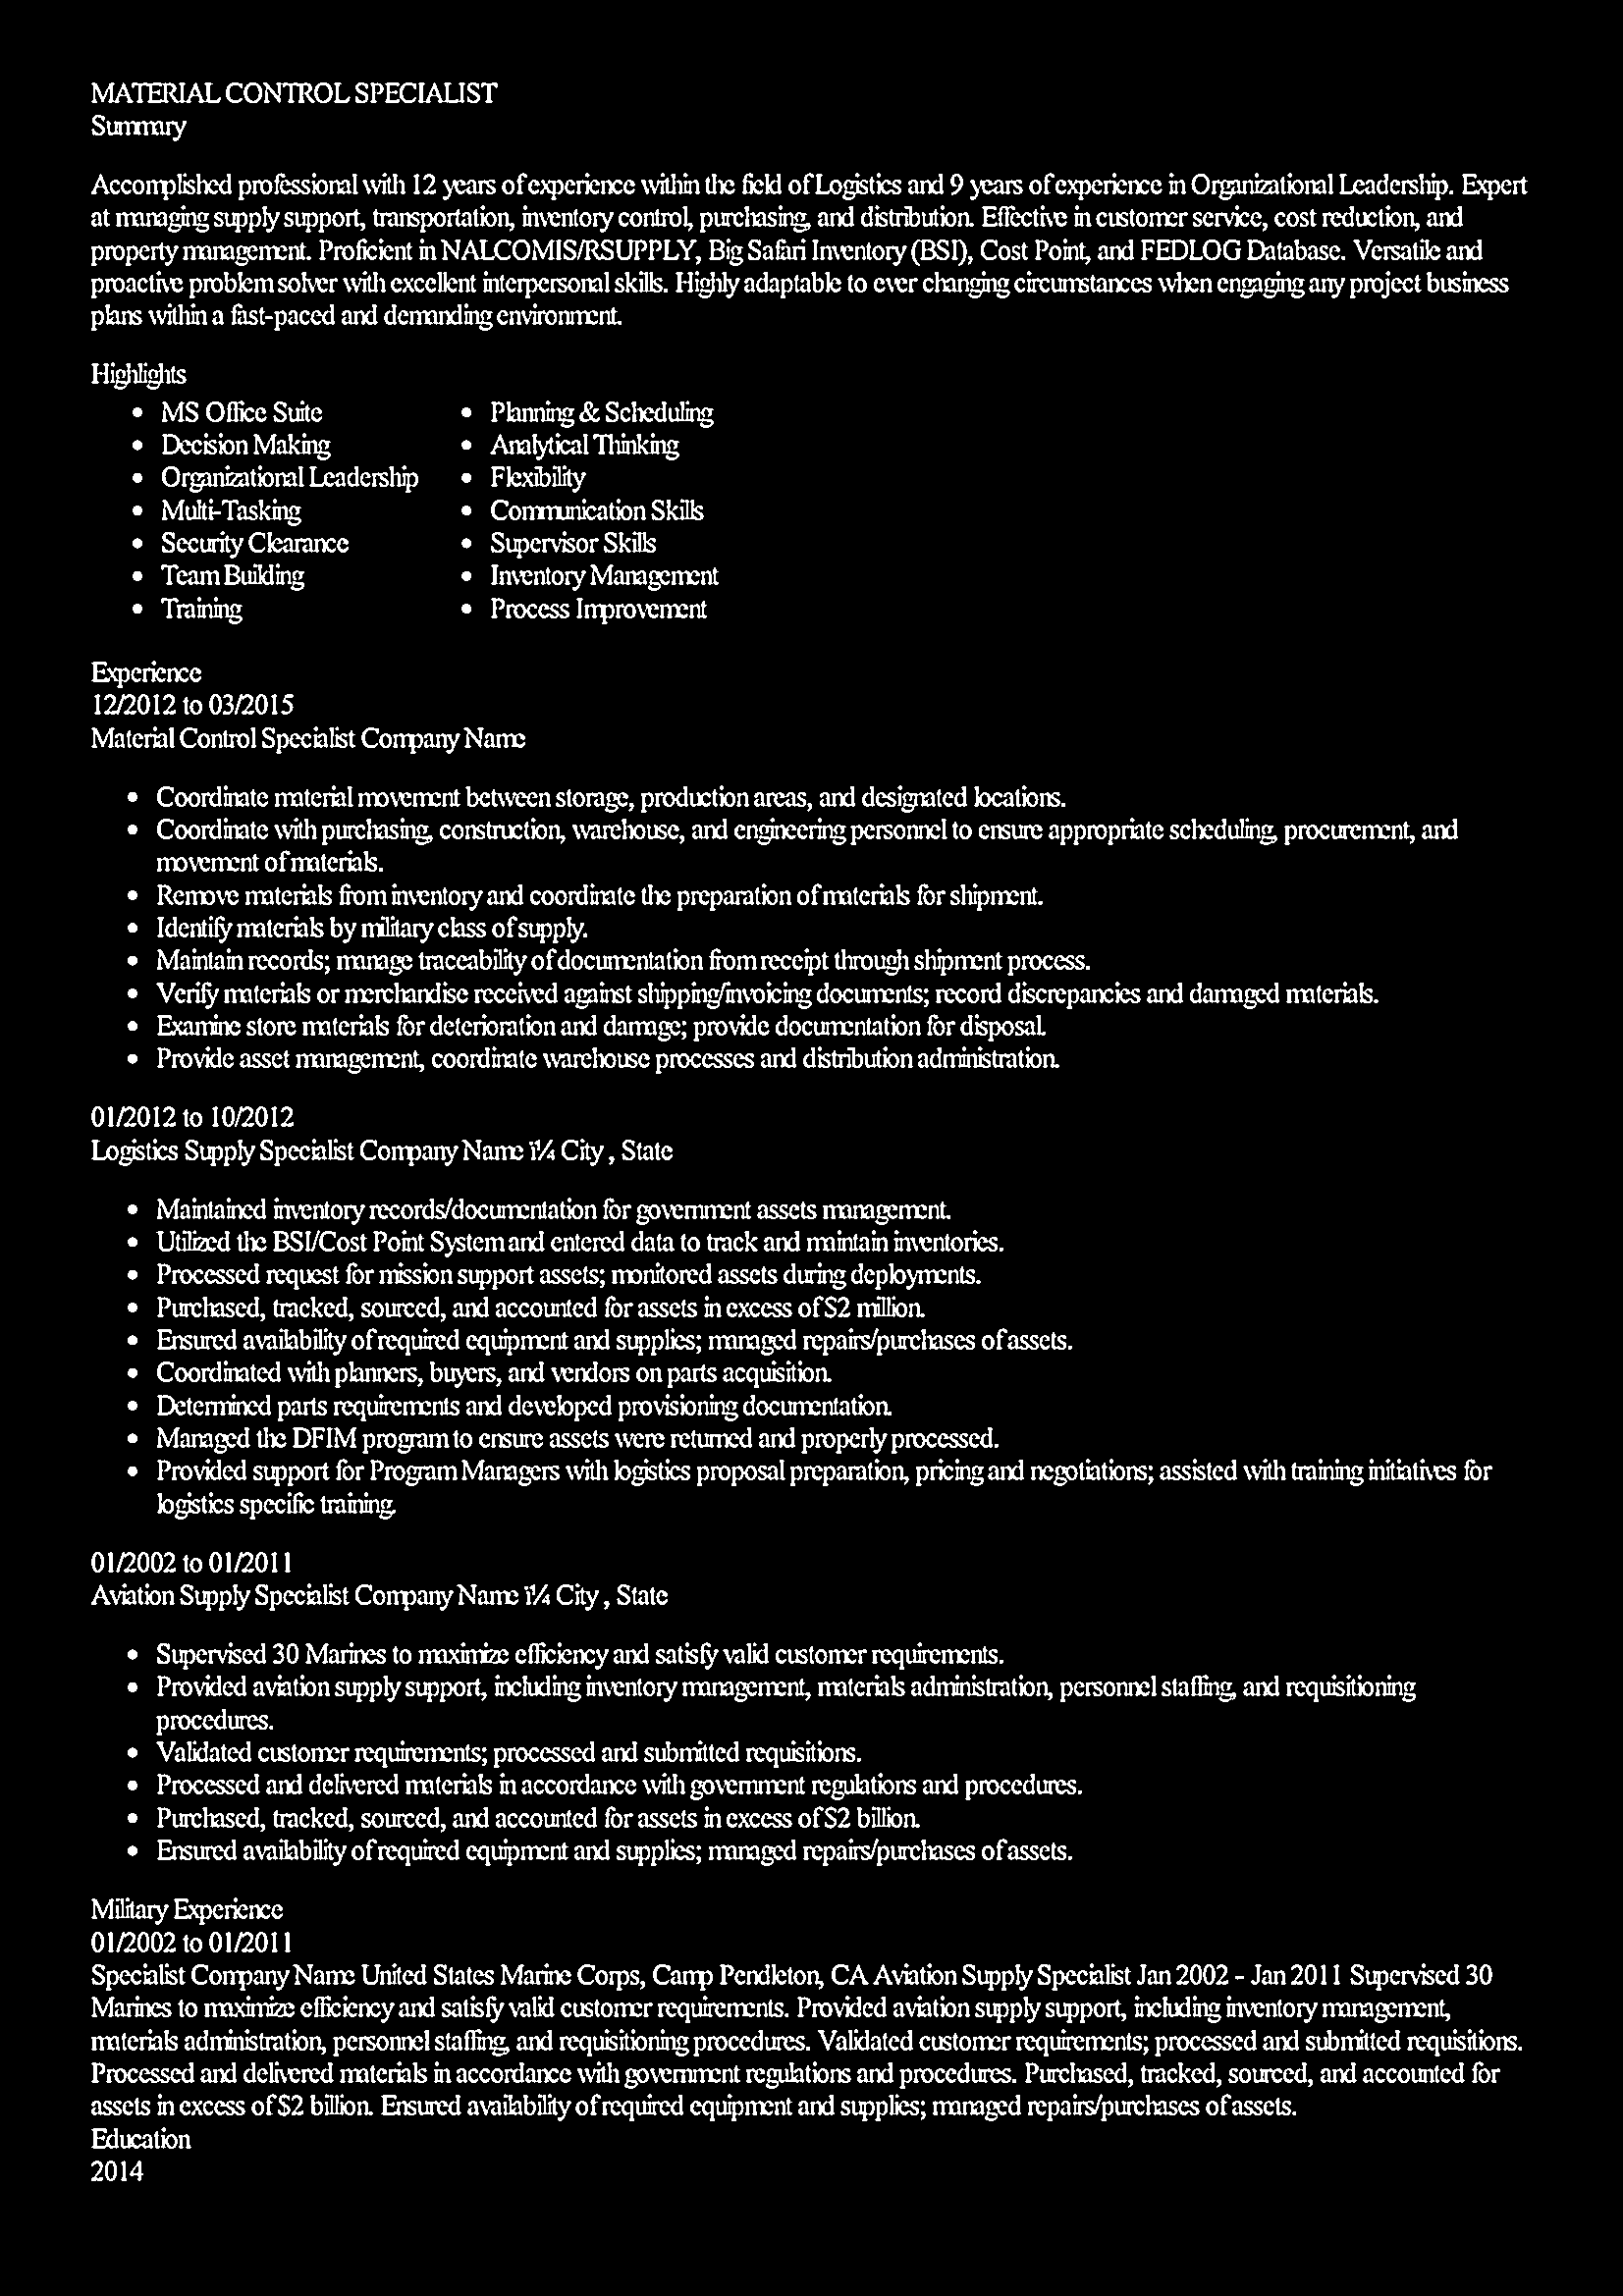 MATERIAL CONTROL SPECIALIST
Summary
Accomplished professional with 12 years of experience within the field of Logistics and 9 years of experience in Organizational Leadership. Expert
at managing supply support, transportation, inventory control, purchasing, and distribution. Effective in customer service, cost reduction, and
property management. Proficient in NALCOMIS/RSUPPLY, Big Safari Inventory (BSI), Cost Point, and FEDLOG Database. Versatile and
proactive problem solver with excellent interpersonal skills. Highly adaptable to ever changing circumstances when engaging any project business
plans within a fast-paced and demanding environment.
Highlights
• MS Office Suite
• Decision Making
• Organizational Leadership
• Multi-Tasking
• Security Clearance
• Team Building
• Training
• Planning & Scheduling
• Analytical Thinking
• Flexibility
• Communication Skills
• Supervisor Skills
• Inventory Management
• Process Improvement
Experience
12/2012 to 03/2015
Material Control Specialist Company Name
• Coordinate material movement between storage, production areas, and designated locations.
• Coordinate with purchasing, construction, warehouse, and engineering personnel to ensure appropriate scheduling, procurement, and
movement of materials.
• Remove materials from inventory and coordinate the preparation of materials for shipment.
• Identify materials by military class of supply.
• Maintain records; manage traceability of documentation from receipt through shipment process.
• Verify materials or merchandise received against shipping/invoicing documents; record discrepancies and damaged materials.
• Examine store materials for deterioration and damage; provide documentation for disposal.
• Provide asset management, coordinate warehouse processes and distribution administration.
01/2012 to 10/2012
Logistics Supply Specialist Company Name ï¼ City , State
• Maintained inventory records/documentation for government assets management.
• Utilized the BSI/Cost Point System and entered data to track and maintain inventories.
• Processed request for mission support assets; monitored assets during deployments.
• Purchased, tracked, sourced, and accounted for assets in excess of $2 million.
• Ensured availability of required equipment and supplies; managed repairs/purchases of assets.
• Coordinated with planners, buyers, and vendors on parts acquisition.
• Determined parts requirements and developed provisioning documentation.
• Managed the DFIM program to ensure assets were returned and properly processed.
• Provided support for Program Managers with logistics proposal preparation, pricing and negotiations; assisted with training initiatives for
logistics specific training.
01/2002 to 01/2011
Aviation Supply Specialist Company Name ï¼ City , State
• Supervised 30 Marines to maximize efficiency and satisfy valid customer requirements.
• Provided aviation supply support, including inventory management, materials administration, personnel staffing, and requisitioning
procedures.
• Validated customer requirements; processed and submitted requisitions.
• Processed and delivered materials in accordance with government regulations and procedures.
• Purchased, tracked, sourced, and accounted for assets in excess of $2 billion.
• Ensured availability of required equipment and supplies; managed repairs/purchases of assets.
Military Experience
01/2002 to 01/2011
Specialist Company Name United States Marine Corps, Camp Pendleton, CA Aviation Supply Specialist Jan 2002 - Jan 2011 Supervised 30
Marines to maximize efficiency and satisfy valid customer requirements. Provided aviation supply support, including inventory management,
materials administration, personnel staffing, and requisitioning procedures. Validated customer requirements; processed and submitted requisitions.
Processed and delivered materials in accordance with government regulations and procedures. Purchased, tracked, sourced, and accounted for
assets in excess of $2 billion. Ensured availability of required equipment and supplies; managed repairs/purchases of assets.
Education
2014